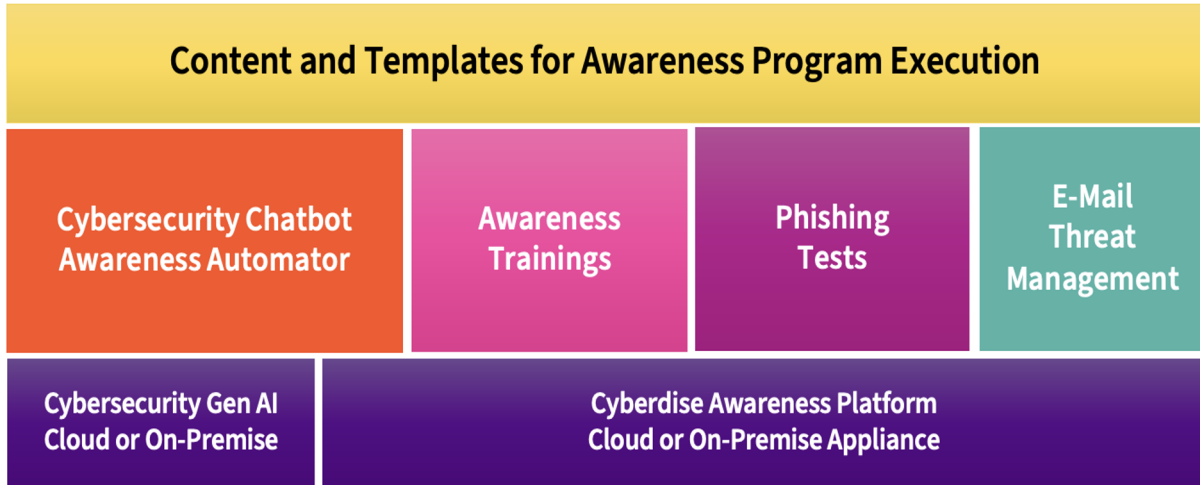 Content and Templates for Awareness Program Execution
Cybersecurity Chatbot
Awareness Automator
Awareness
Trainings
Phishing
Tests
E-Mail
Threat
Management
Cybersecurity Gen AI
Cloud or On-Premise
Cyberdise Awareness Platform
Cloud or On-Premise Appliance